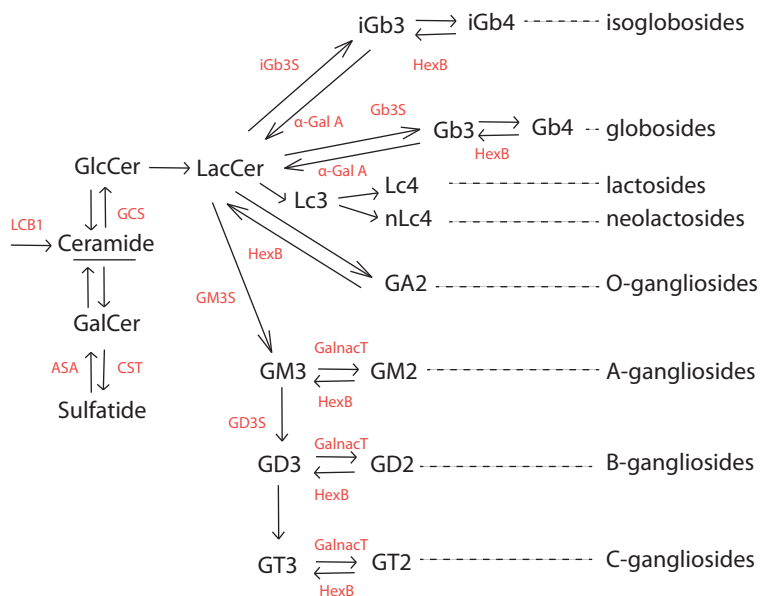 iGb3 iGb4 isoglobosides
iGb3S HexB
α-Gal A Gb3S
Gb3 Gb4 globosides
HexB
GlcCer LacCer α-Gal A
Lc3 Lc4 lactosides
LCB1 GCS nLc4 neolactosides
Ceramide HexB
GA2 O-gangliosides
GM3S
GalCer
GalnacT
ASA CST GM3 GM2 A-gangliosides
HexB
Sulfatide
GD3S GalnacT
GD3 GD2 B-gangliosides
HexB
GalnacT
GT3 GT2 C-gangliosides
HexB